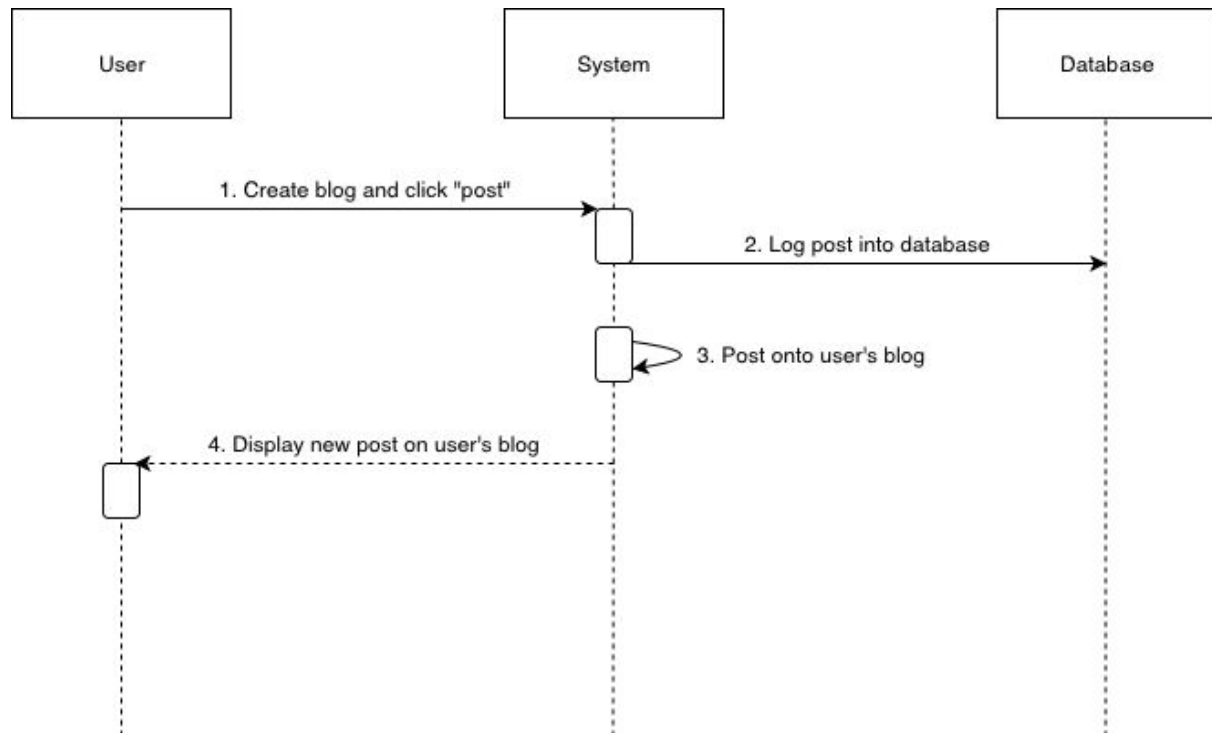 User
System
Database
1. Create blog and click "post"
2. Log post into database
3. Post onto user's blog
4. Display new post on user's blog